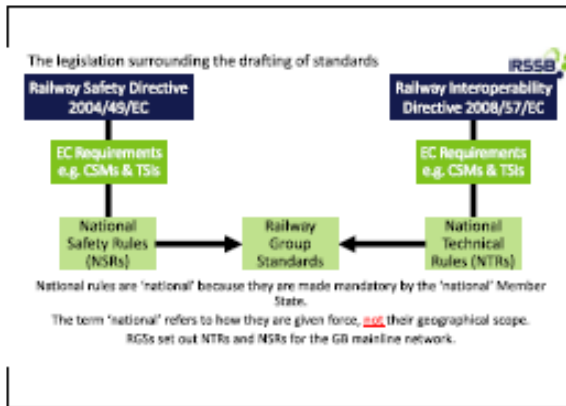 The legislation surrounding the drafting of standards
RSSB
Railway Safety Directive
2004/49/EC
Railway Interoperability
Directive 2008/57/EC
EC Requirements
e.g. CSMs & TSIs
EC Requirements
e.g. CSMs & TSIs
National
Safety Rules
(NSRs)
Railway
Group
Standards
National
Technical
Rules (NTRs)
National rules are 'national' because they are made mandatory by the 'national' Member
State.
The term 'national' refers to how they are given force, not their geographical scope.
RGSs set out NTRs and NSRs for the GB mainline network.